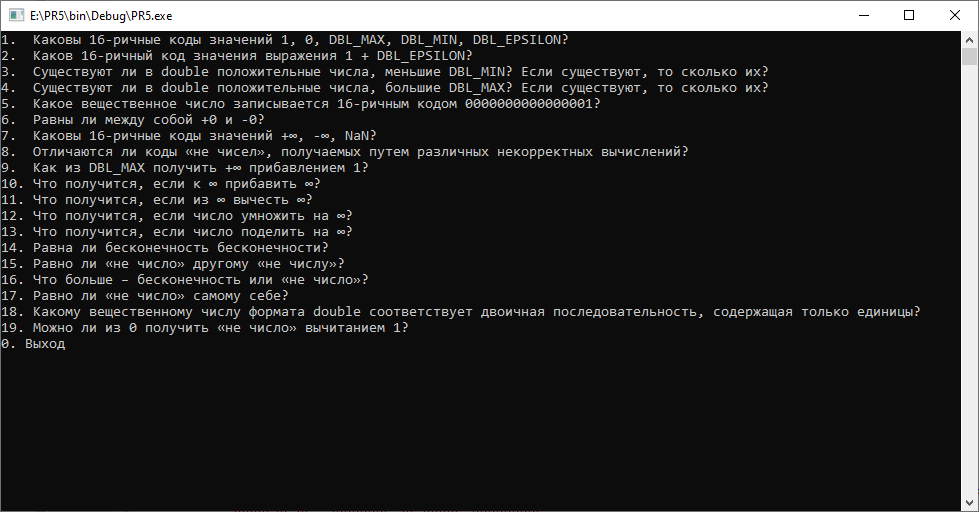 E:\PR5\bin\Debug\PR5.exe
1.  Каковы 16-ричные коды значений 1, 0, DBL_MAX, DBL_MIN, DBL_EPSILON?
2.  Каков 16-ричный код значения выражения 1 + DBL_EPSILON?
3.  Существуют ли в double положительные числа, меньшие DBL_MIN? Если существуют, то сколько их?
4.  Существуют ли в double положительные числа, большие DBL_MAX? Если существуют, то сколько их?
5.  Какое вещественное число записывается 16-ричным кодом 0000000000000001?
6.  Равны ли между собой +0 и -0?
7.  Каковы 16-ричные коды значений +∞, -∞, NaN?
8.  Отличаются ли коды «не чисел», получаемых путем различных некорректных вычислений?
9.  Как из DBL_MAX получить +∞ прибавлением 1?
10. Что получится, если к ∞ прибавить ∞?
11. Что получится, если из ∞ вычесть ∞?
12. Что получится, если число умножить на ∞?
13. Что получится, если число поделить на ∞?
14. Равна ли бесконечность бесконечности?
15. Равно ли «не число» другому «не числу»?
16. Что больше – бесконечность или «не число»?
17. Равно ли «не число» самому себе?
18. Какому вещественному числу формата double соответствует двоичная последовательность, содержащая только единицы?
19. Можно ли из 0 получить «не число» вычитанием 1?
0. Выход